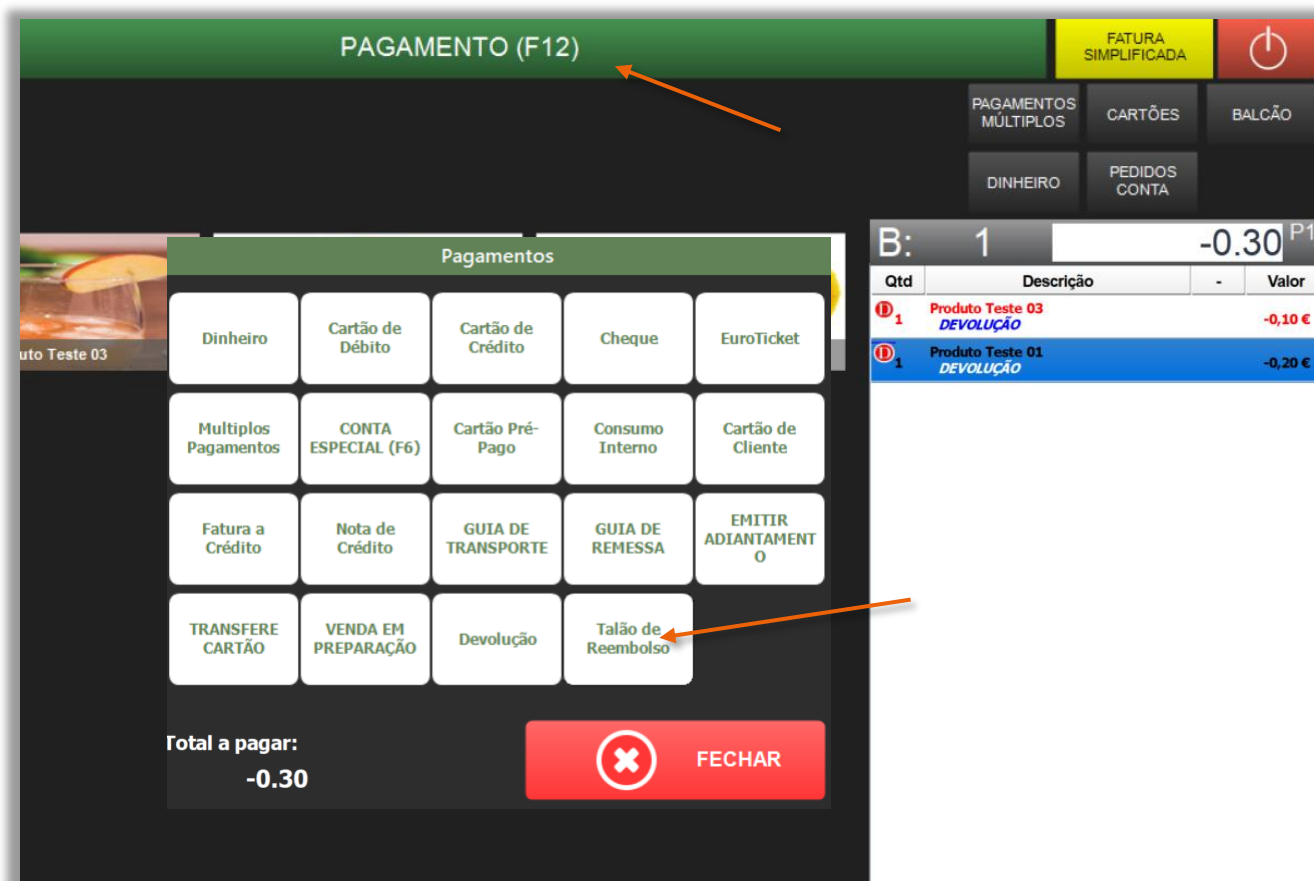 PAGAMENTO (F12)
FATURA
SIMPLIFICADA
PAGAMENTOS
MÚLTIPLOS
CARTÕES
BALCÃO
DINHEIRO
PEDIDOS
CONTA
B: 1 -0.30 P1
Qtd Descrição - Valor
D 1 Produto Teste 03 -0,10 €
DEVOLUÇÃO
D 1 Produto Teste 01 -0,20 €
DEVOLUÇÃO
uto Teste 03
Pagamentos
Dinheiro
Cartão de
Débito
Cartão de
Crédito
Cheque
EuroTicket
Multiplos
Pagamentos
CONTA
ESPECIAL (F6)
Cartão Pré-
Pago
Consumo
Interno
Cartão de
Cliente
Fatura a
Crédito
Nota de
Crédito
GUIA DE
TRANSPORTE
GUIA DE
REMESSA
EMITIR
ADIANTAMENT
O
TRANSFERE
CARTÃO
VENDA EM
PREPARAÇÃO
Devolução
Talão de
Reembolso
Total a pagar:
-0.30
FECHAR